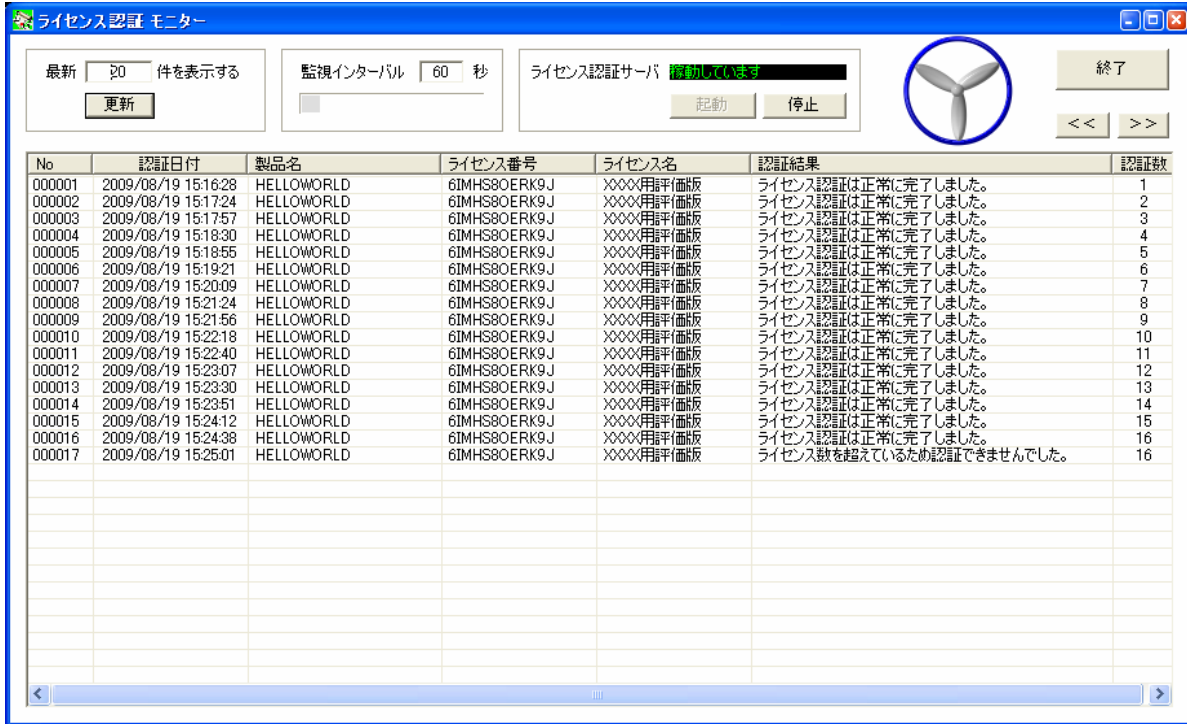 ライセンス認証 モニター
最新 20 件を表示する 監視インターバル 60 秒 ライセンス認証サーバ 稼動しています 終了
更新 起動 停止
<< >>
No 認証日付 製品名 ライセンス番号 ライセンス名 認証結果 認証数
000001 2009/08/19 15:16:28 HELLOWORLD 6IMHS8OERK9J XXXX用評価版 ライセンス認証は正常に完了しました。 1
000002 2009/08/19 15:17:24 HELLOWORLD 6IMHS8OERK9J XXXX用評価版 ライセンス認証は正常に完了しました。 2
000003 2009/08/19 15:17:57 HELLOWORLD 6IMHS8OERK9J XXXX用評価版 ライセンス認証は正常に完了しました。 3
000004 2009/08/19 15:18:30 HELLOWORLD 6IMHS8OERK9J XXXX用評価版 ライセンス認証は正常に完了しました。 4
000005 2009/08/19 15:18:55 HELLOWORLD 6IMHS8OERK9J XXXX用評価版 ライセンス認証は正常に完了しました。 5
000006 2009/08/19 15:19:21 HELLOWORLD 6IMHS8OERK9J XXXX用評価版 ライセンス認証は正常に完了しました。 6
000007 2009/08/19 15:20:09 HELLOWORLD 6IMHS8OERK9J XXXX用評価版 ライセンス認証は正常に完了しました。 7
000008 2009/08/19 15:21:24 HELLOWORLD 6IMHS8OERK9J XXXX用評価版 ライセンス認証は正常に完了しました。 8
000009 2009/08/19 15:21:56 HELLOWORLD 6IMHS8OERK9J XXXX用評価版 ライセンス認証は正常に完了しました。 9
000010 2009/08/19 15:22:18 HELLOWORLD 6IMHS8OERK9J XXXX用評価版 ライセンス認証は正常に完了しました。 10
000011 2009/08/19 15:22:40 HELLOWORLD 6IMHS8OERK9J XXXX用評価版 ライセンス認証は正常に完了しました。 11
000012 2009/08/19 15:23:07 HELLOWORLD 6IMHS8OERK9J XXXX用評価版 ライセンス認証は正常に完了しました。 12
000013 2009/08/19 15:23:30 HELLOWORLD 6IMHS8OERK9J XXXX用評価版 ライセンス認証は正常に完了しました。 13
000014 2009/08/19 15:23:51 HELLOWORLD 6IMHS8OERK9J XXXX用評価版 ライセンス認証は正常に完了しました。 14
000015 2009/08/19 15:24:12 HELLOWORLD 6IMHS8OERK9J XXXX用評価版 ライセンス認証は正常に完了しました。 15
000016 2009/08/19 15:24:38 HELLOWORLD 6IMHS8OERK9J XXXX用評価版 ライセンス認証は正常に完了しました。 16
000017 2009/08/19 15:25:01 HELLOWORLD 6IMHS8OERK9J XXXX用評価版 ライセンス数を超えているため認証できませんでした。 16